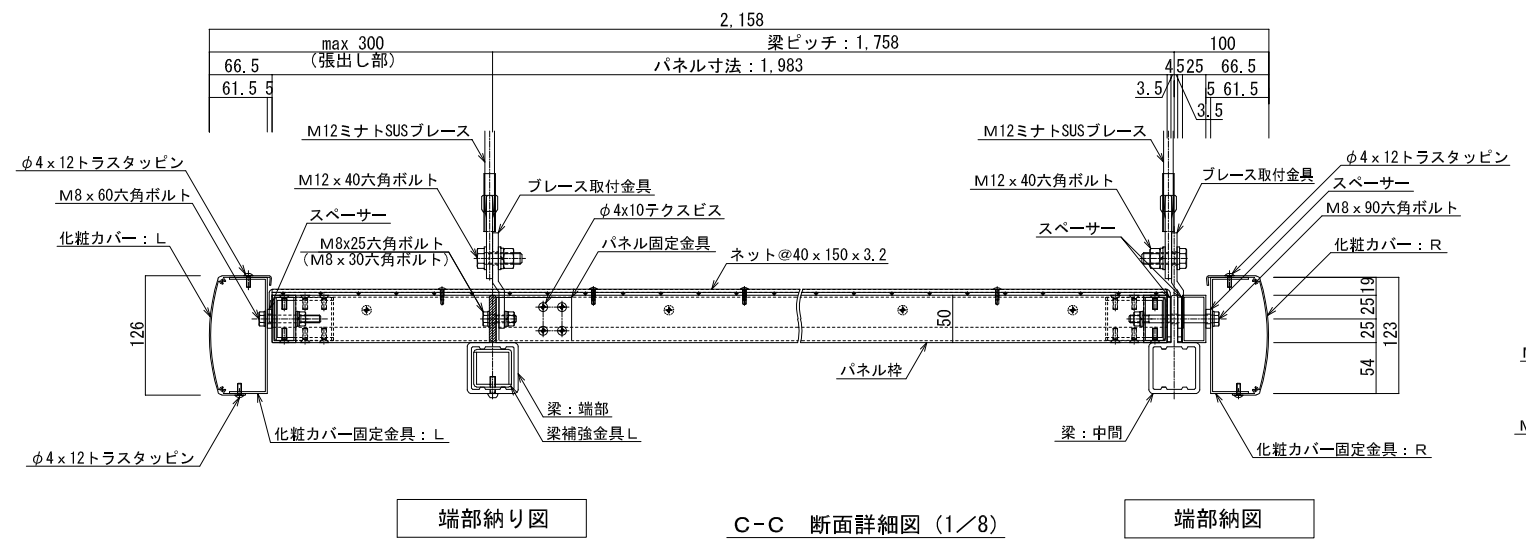 2,158
max 300
(張出し部)
梁ピッチ：1,758
100
66.5
パネル寸法：1,983
4.5
25
66.5
61.5
5
3.5
3.5
5
61.5
M12ミナトSUSブレース
M12ミナトSUSブレース
φ4x12トラスタッピン
M12x40六角ボルト
ブレース取付金具
M12x40六角ボルト
ブレース取付金具
φ4x12トラスタッピン
スペーサー
M8x60六角ボルト
スペーサー
φ4x10テクスビス
スペーサー
M8x90六角ボルト
化粧カバー：L
M8x25六角ボルト
(M8x30六角ボルト)
パネル固定金具
ネット@40x150x3.2
化粧カバー：R
126
50
19
25
25
54
123
パネル枠
梁：端部
梁補強金具L
梁：中間
化粧カバー固定金具：L
化粧カバー固定金具：R
φ4x12トラスタッピン
端部納り図
C-C 断面詳細図 (1/8)
端部納図